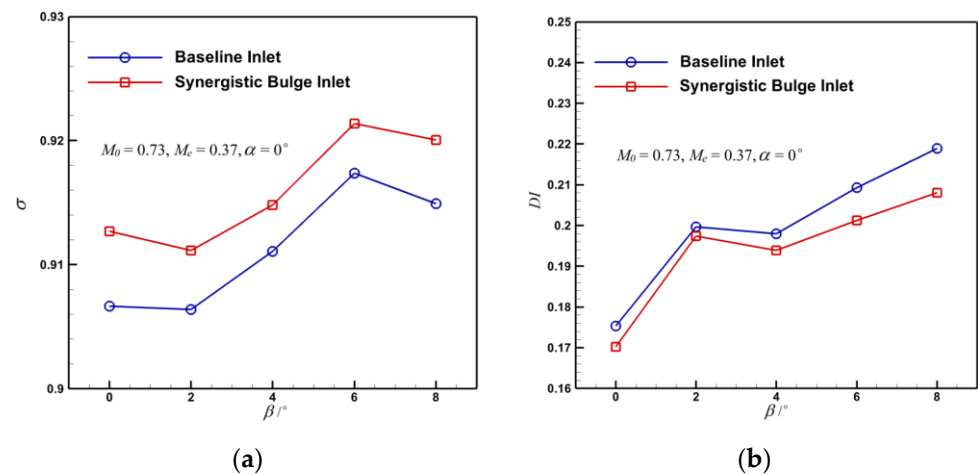 0.93
Baseline Inlet
Synergistic Bulge Inlet
0.92
M₀ = 0.73, Mₑ = 0.37, α = 0°
σ
0.91
0.9
0 2 4 6 8
β /°
(a)
0.25
0.24
Baseline Inlet
0.23
Synergistic Bulge Inlet
0.22
M₀ = 0.73, Mₑ = 0.37, α = 0°
0.21
DI
0.2
0.19
0.18
0.17
0.16
0 2 4 6 8
β /°
(b)